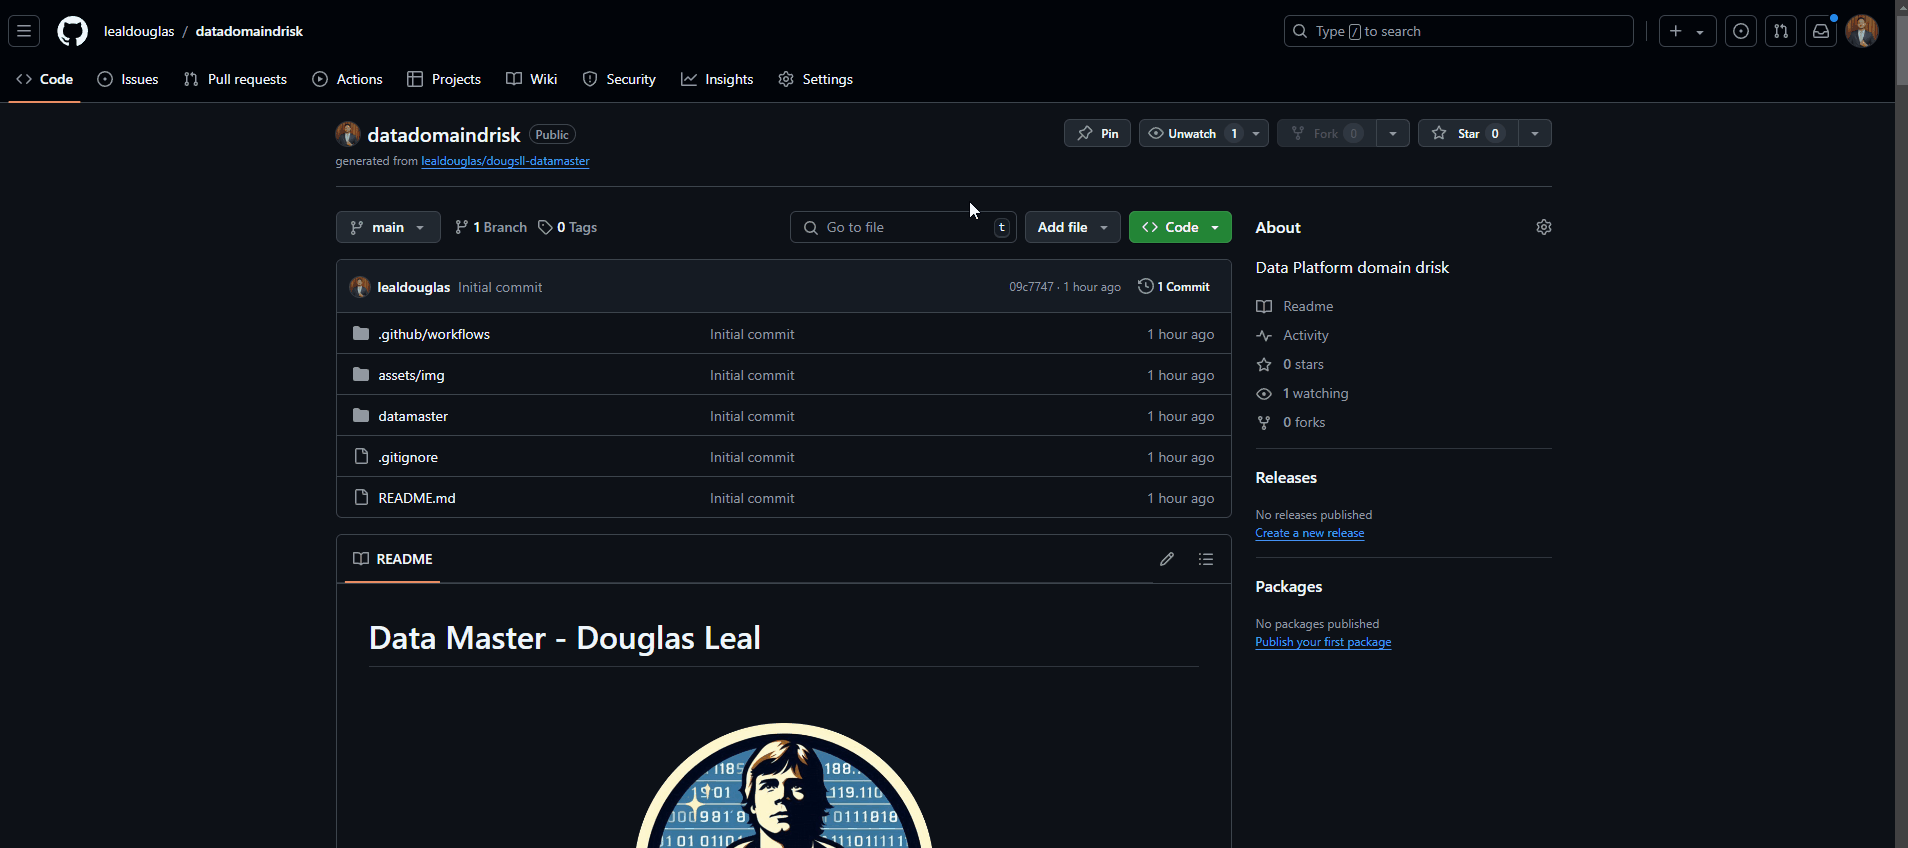 lealdouglas / datadomaindrisk
Type / to search
Code Issues Pull requests Actions Projects Wiki Security Insights Settings
datadomaindrisk Public
Pin Unwatch 1 Fork 0 Star 0
generated from lealdouglas/dougsll-datamaster
main 1 Branch 0 Tags Go to file t Add file Code
lealdouglas Initial commit 09c7747 · 1 hour ago 1 Commit
.github/workflows Initial commit 1 hour ago
assets/img Initial commit 1 hour ago
datamaster Initial commit 1 hour ago
.gitignore Initial commit 1 hour ago
README.md Initial commit 1 hour ago
README
Data Master - Douglas Leal
About
Data Platform domain drisk
Readme
Activity
0 stars
1 watching
0 forks
Releases
No releases published
Create a new release
Packages
No packages published
Publish your first package